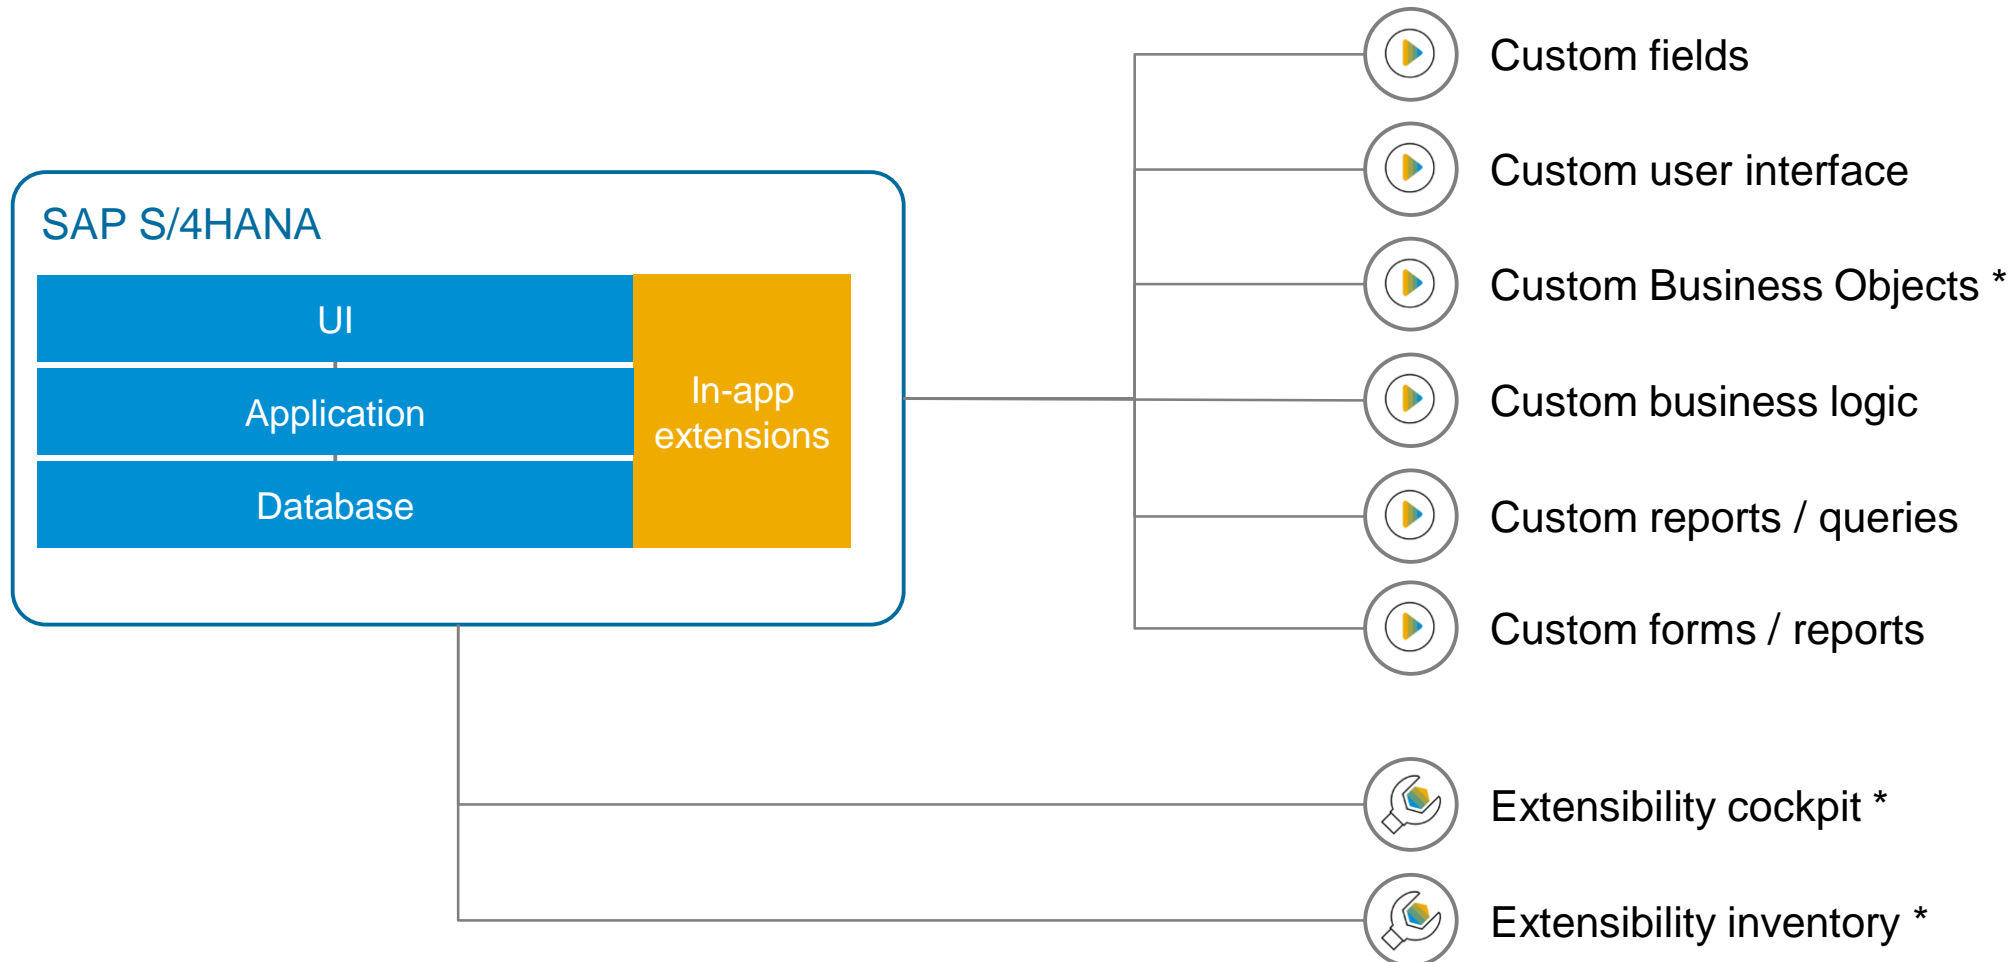 SAP S/4HANA
UI
Application
Database
In-app
extensions
Custom fields
Custom user interface
Custom Business Objects *
Custom business logic
Custom reports / queries
Custom forms / reports
Extensibility cockpit *
Extensibility inventory *